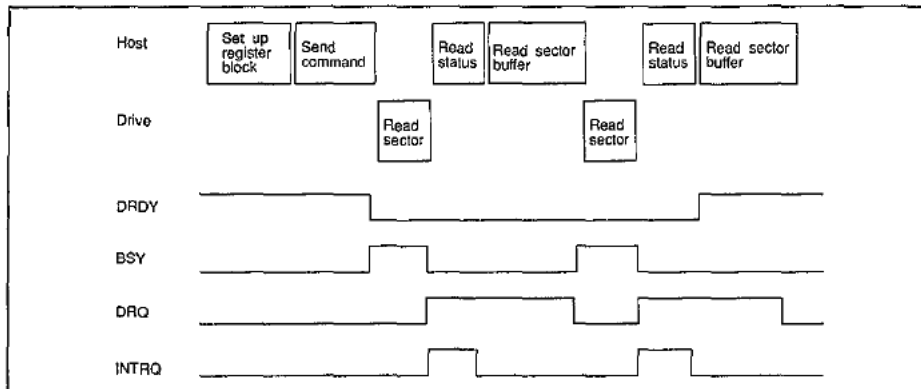 Host
Set up
register
block
Send
command
Read
status
Read sector
buffer
Read
status
Read sector
buffer
Drive
Read
sector
Read
sector
DRDY
BSY
DRQ
INTRQ